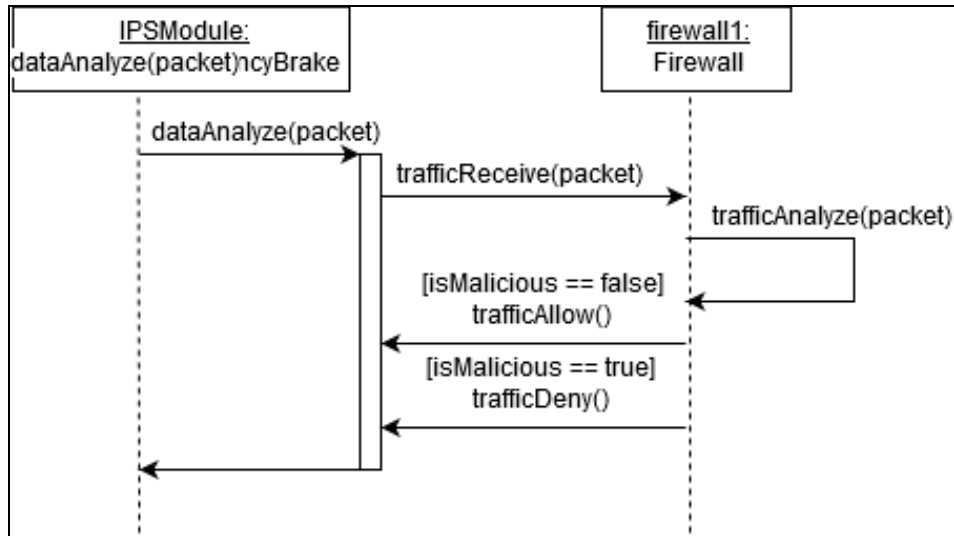 IPSModule:
dataAnalyze(packet)ncyBrake
firewall1:
Firewall
dataAnalyze(packet)
trafficReceive(packet)
trafficAnalyze(packet)
[isMalicious == false]
trafficAllow()
[isMalicious == true]
trafficDeny()